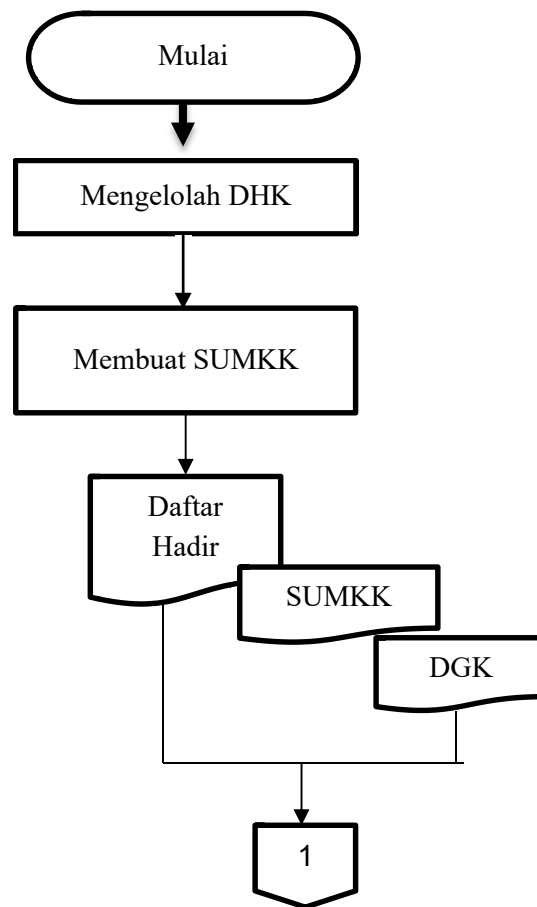 Mulai
Mengelolah DHK
Membuat SUMKK
Daftar
Hadir
SUMKK
DGK
1